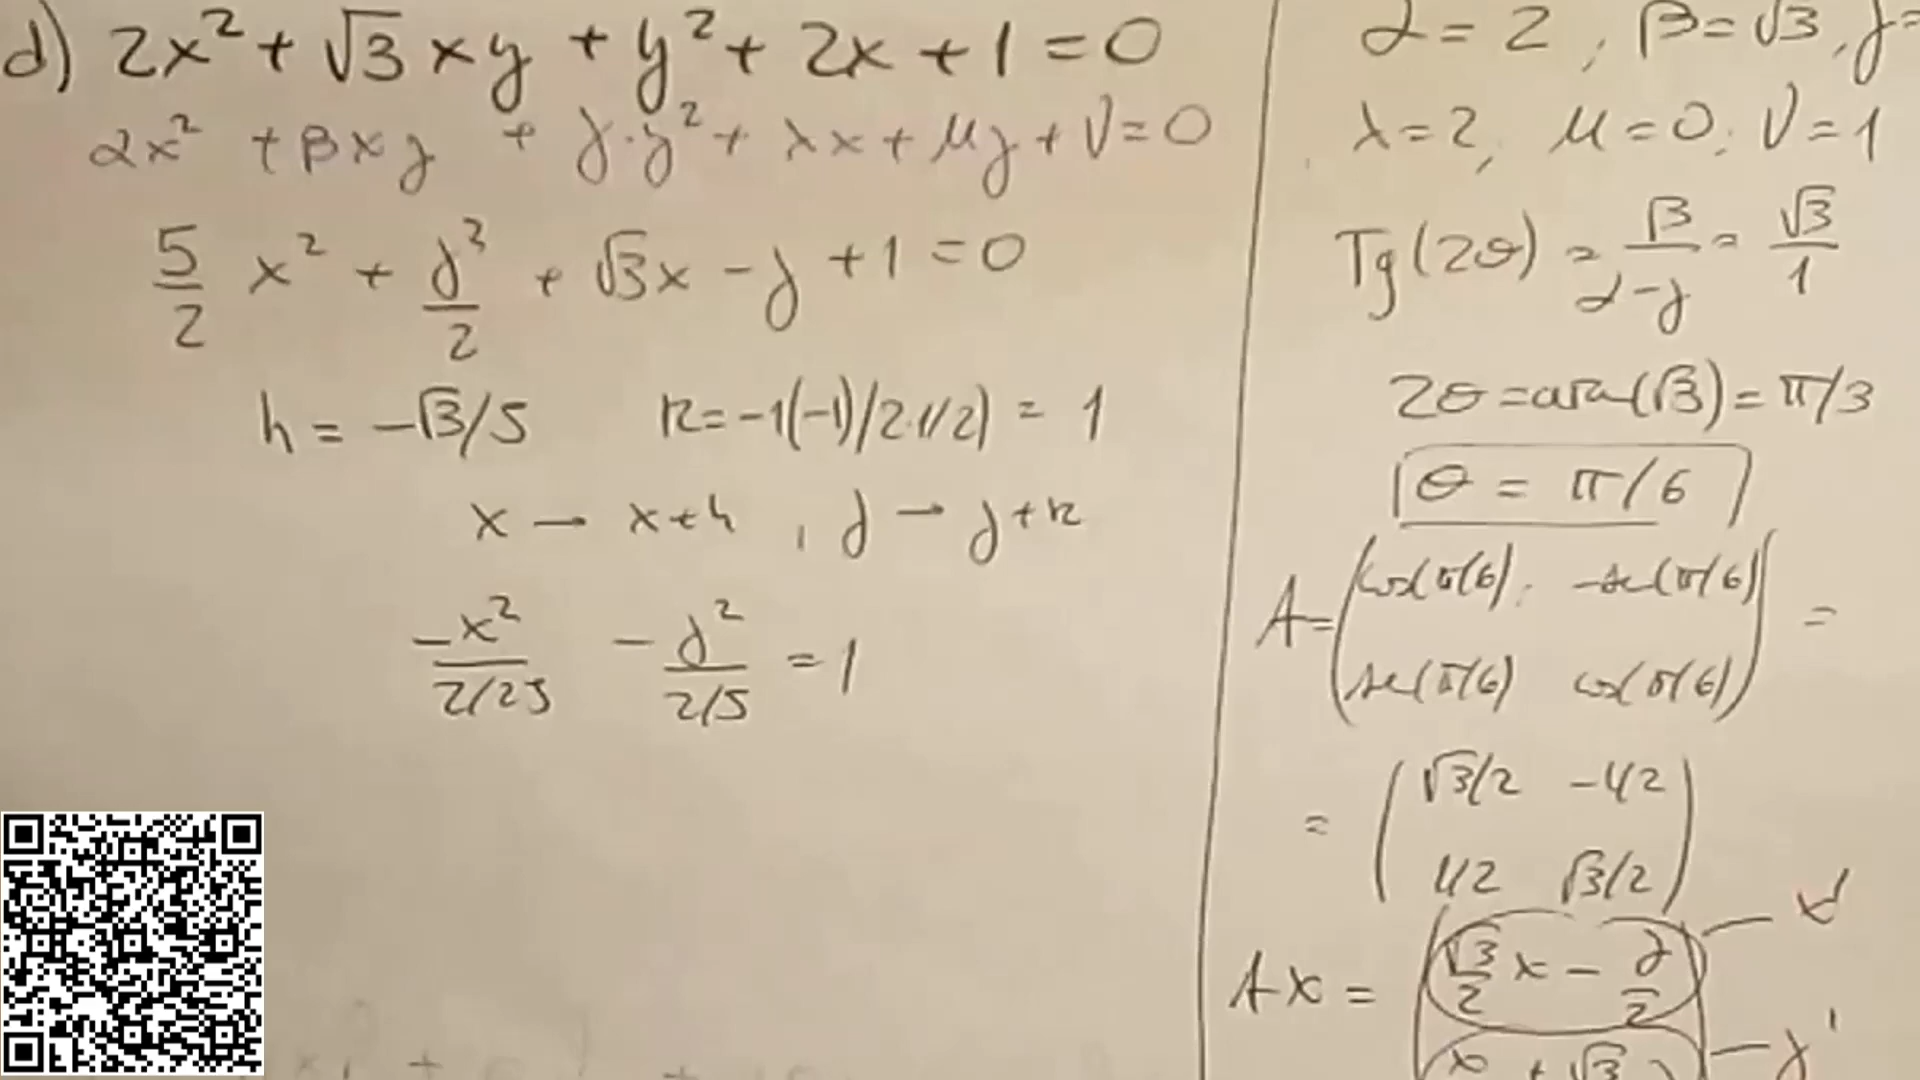 d) 2x² + √3 xy + y² + 2x + 1 = 0
αx² + βxy + γ·y² + λx + μy + ν = 0
5/2 x² + y²/2 + √3x - y + 1 = 0
h = -√3/5 k = -1(-1)/2·1/2) = 1
x → x+h , y → y+k
-x²/2/25 - y²/2/5 = 1
α = 2 , β = √3 , γ=
λ = 2, μ = 0; ν = 1
Tg(2θ) = β/α-γ = √3/1
2θ = arctan(√3) = π/3
θ = π/6
A = (cos(π/6) -sen(π/6)
sen(π/6) cos(π/6)) =
= (√3/2 -1/2
1/2 √3/2)
x'
AX = (√3/2 x - y/2
x + √3
y'